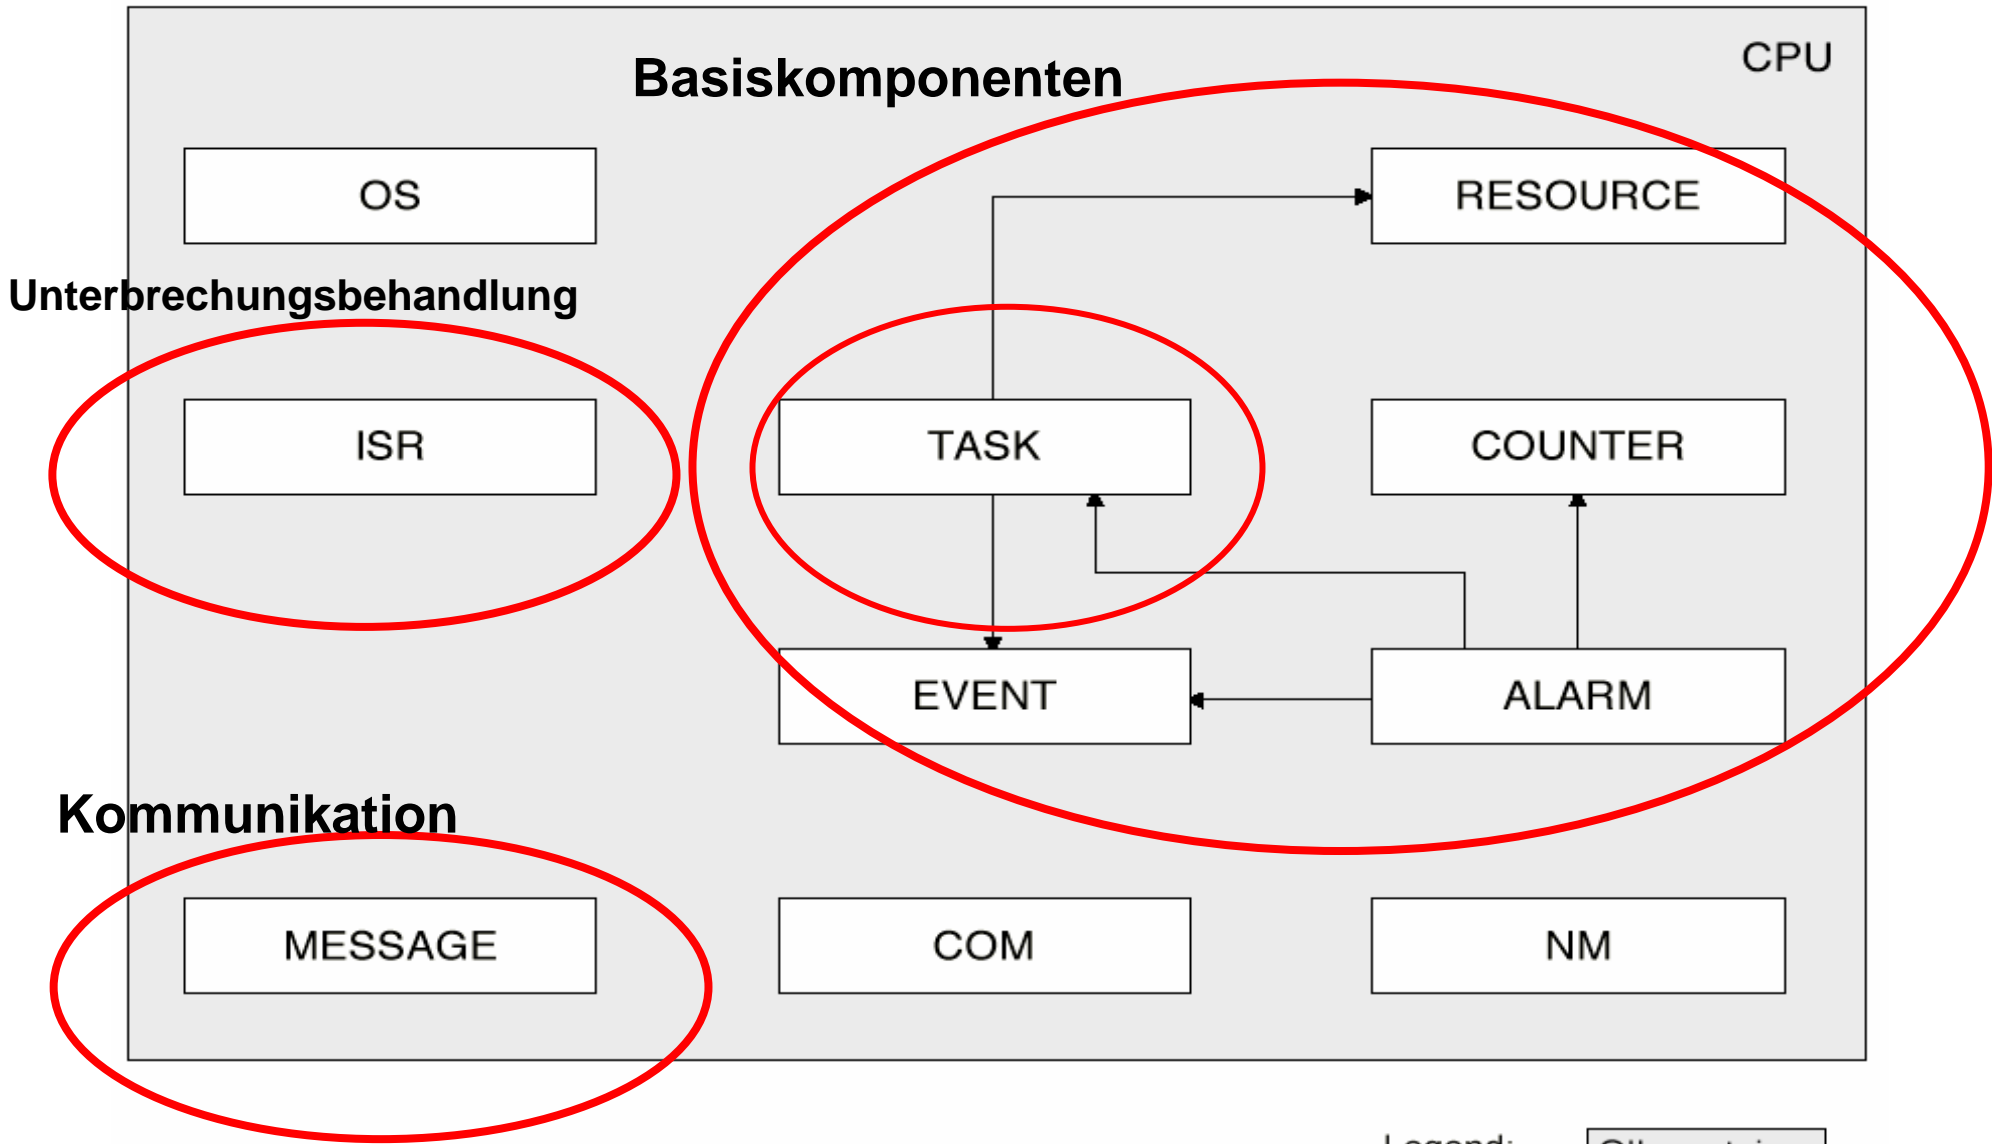 CPU
Basiskomponenten
OS
RESOURCE
Unterbrechungsbehandlung
ISR
TASK
COUNTER
EVENT
ALARM
Kommunikation
MESSAGE
COM
NM